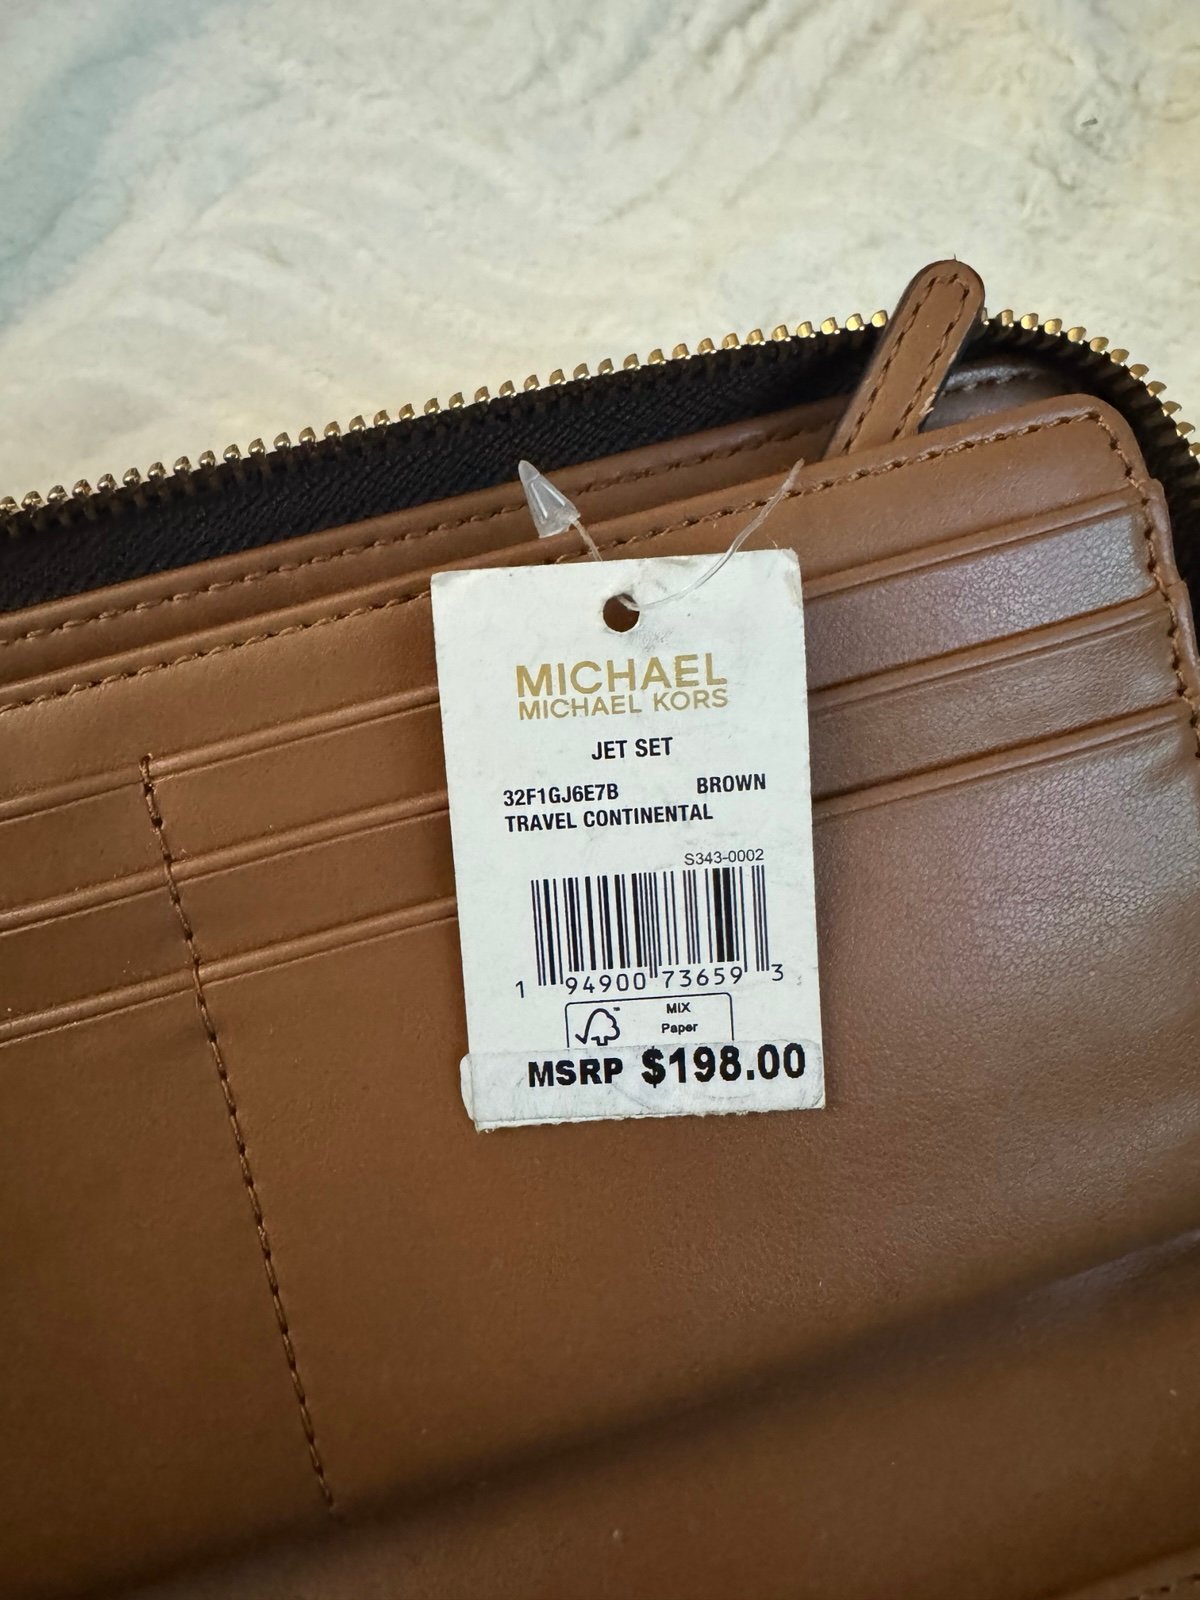 MICHAEL
MICHAEL KORS
JET SET
32F1GJ6E7B BROWN
TRAVEL CONTINENTAL
S343-0002
1 94900 73659 3
MIX
Paper
MSRP $198.00